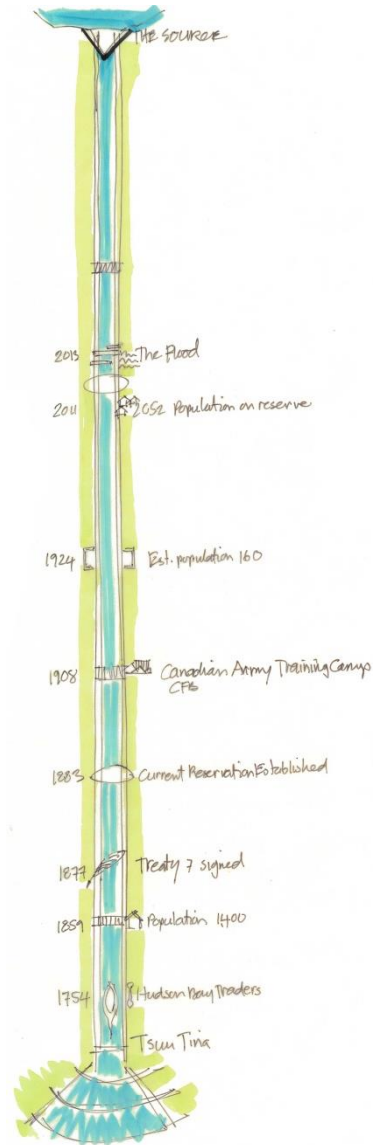 THE SOURCE
2013 The Flood
2011 2052 Population on reserve
1924 Est. population 160
1908 Canadian Army Training Camp
CFB
1883 Current Reservation Established
1877 Treaty 7 signed
1859 Population 1400
1754 Hudson Bay Traders
Tsuu Tina